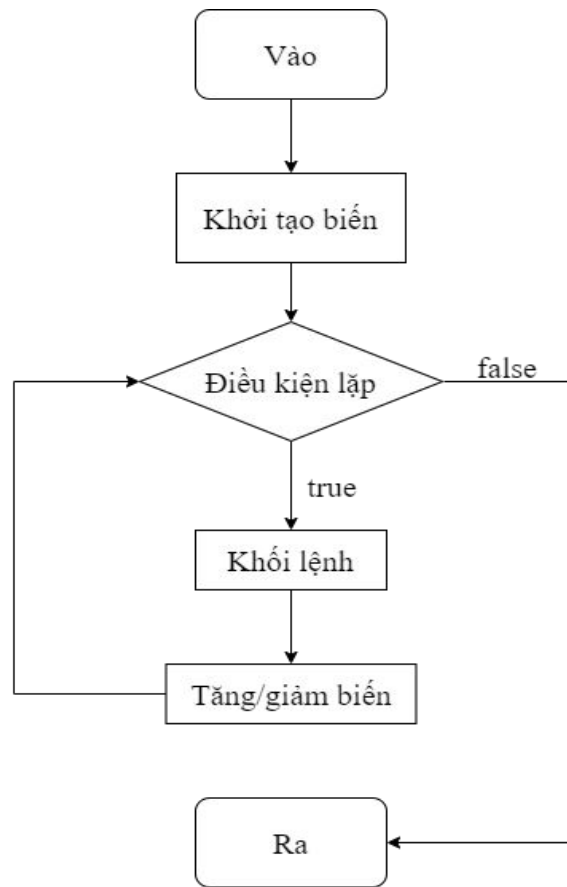 Vào
Khởi tạo biến
Điều kiện lặp
false
true
Khối lệnh
Tăng/giảm biến
Ra